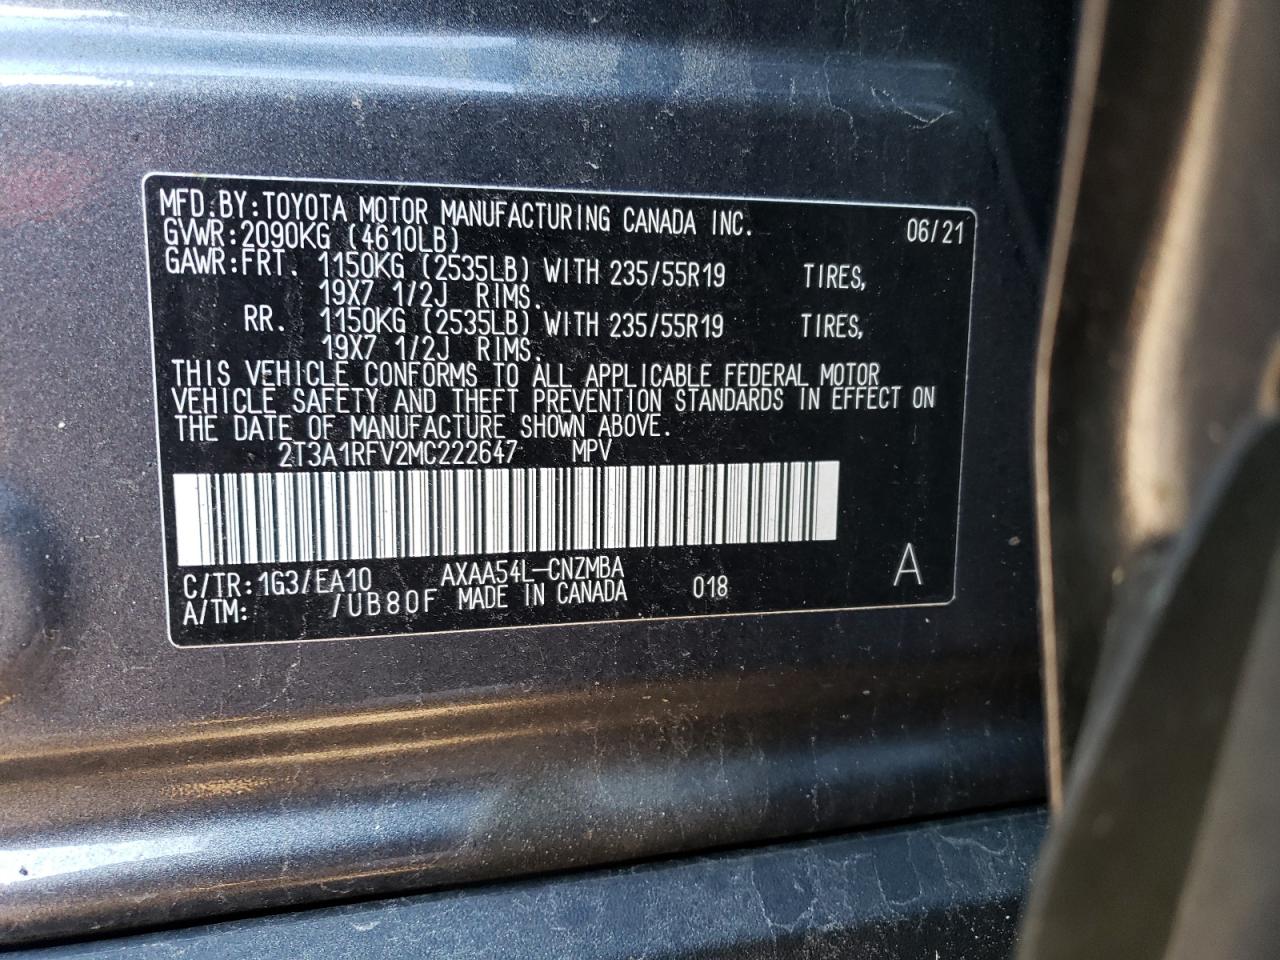 MFD.BY:TOYOTA MOTOR MANUFACTURING CANADA INC. 06/21
GVWR:2090KG (4610LB)
GAWR:FRT. 1150KG (2535LB) WITH 235/55R19 TIRES,
19X7 1/2J RIMS.
RR. 1150KG (2535LB) WITH 235/55R19 TIRES,
19X7 1/2J RIMS.
THIS VEHICLE CONFORMS TO ALL APPLICABLE FEDERAL MOTOR
VEHICLE SAFETY AND THEFT PREVENTION STANDARDS IN EFFECT ON
THE DATE OF MANUFACTURE SHOWN ABOVE.
2T3A1RFV2MC222647 MPV
C/TR:1G3/EA10 AXAA54L-CNZMBA A
A/TM: /UB80F MADE IN CANADA 018